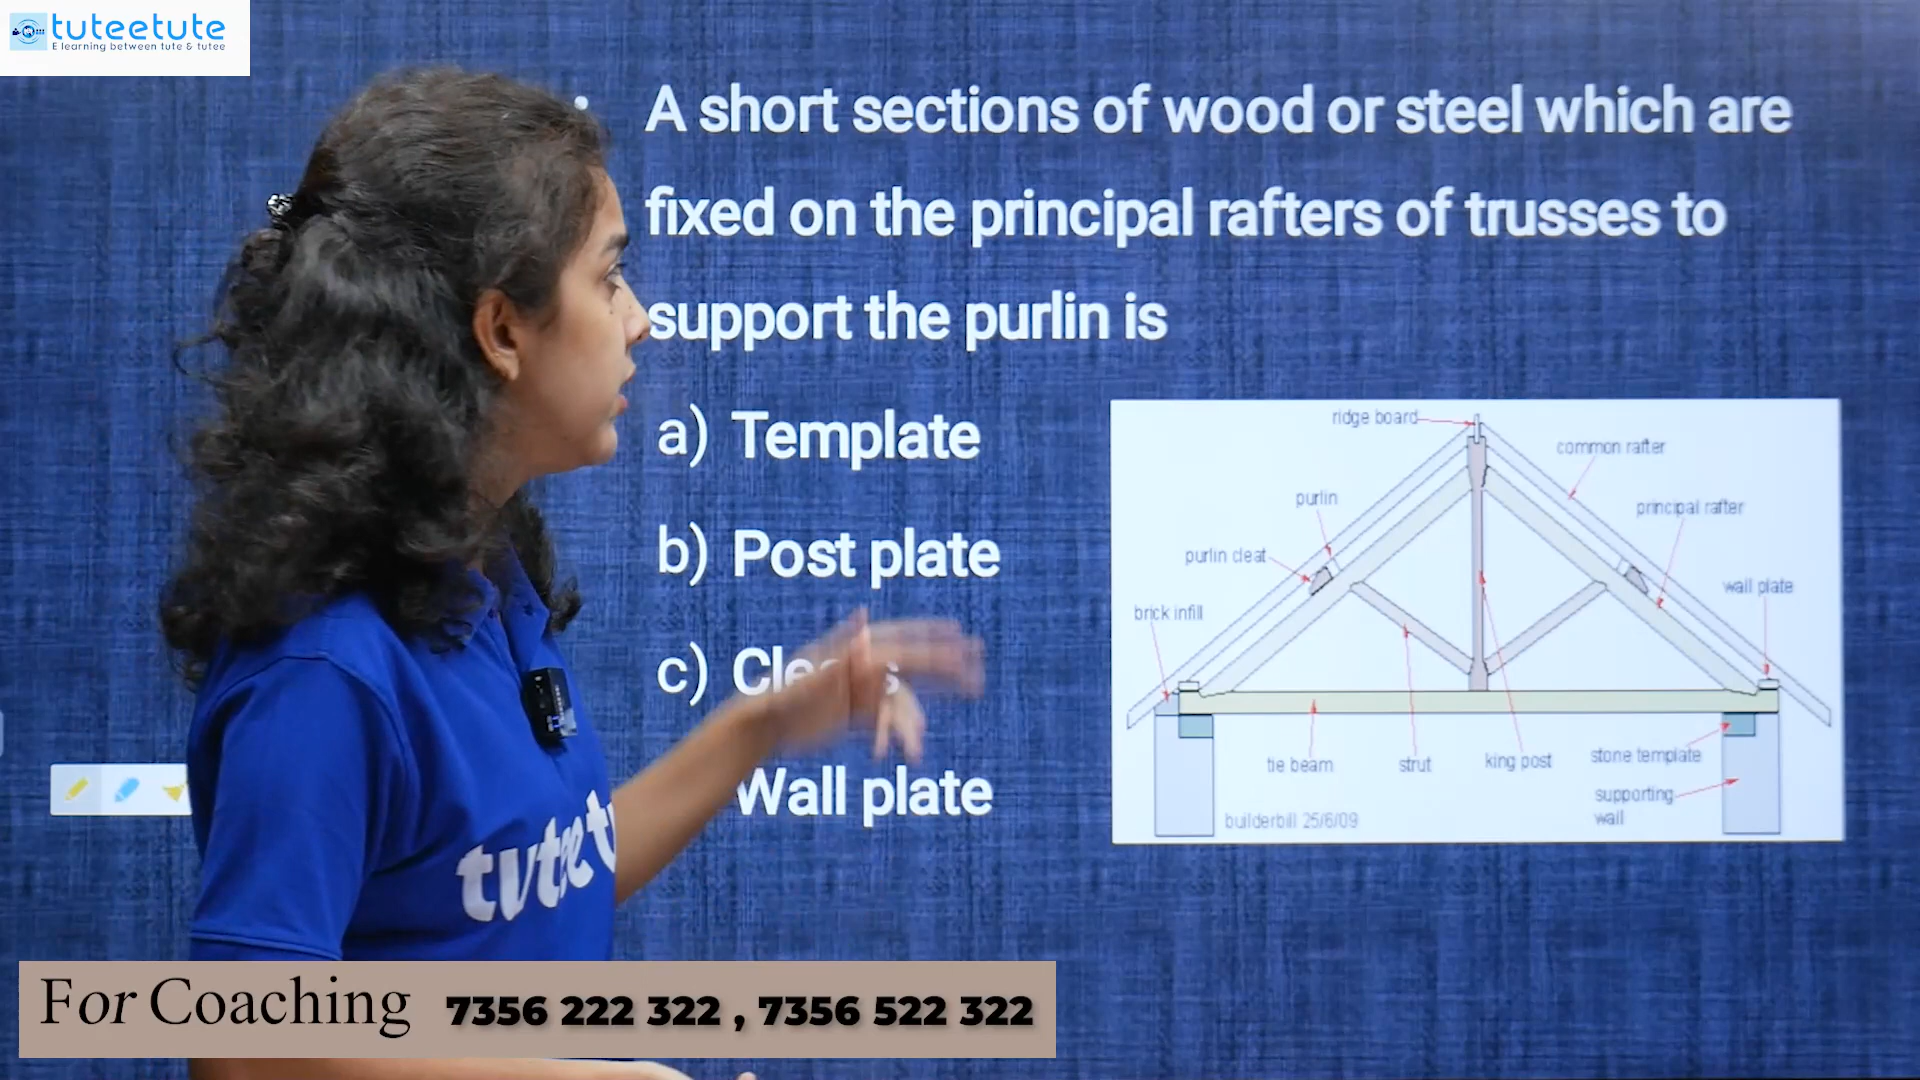 tuteetute
E learning between tute & tutee
A short sections of wood or steel which are
fixed on the principal rafters of trusses to
support the purlin is
a) Template
b) Post plate
c)
Wall plate
ridge board
common rafter
purlin
principal rafter
purlin cleat
wall plate
brick infill
tie beam
strut
king post
stone template
supporting
wall
builderbill 25/6/09
For Coaching 7356 222 322 , 7356 522 322